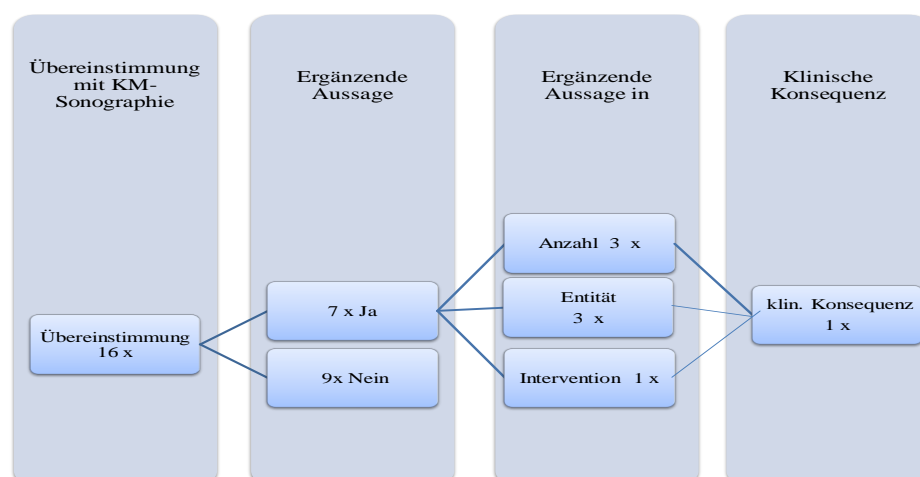 Übereinstimmung
mit KM-
Sonographie
Ergänzende
Aussage
Ergänzende
Aussage in
Klinische
Konsequenz
Übereinstimmung
16 x
7 x Ja
9x Nein
Anzahl 3 x
Entität
3 x
Intervention 1 x
klin. Konsequenz
1 x